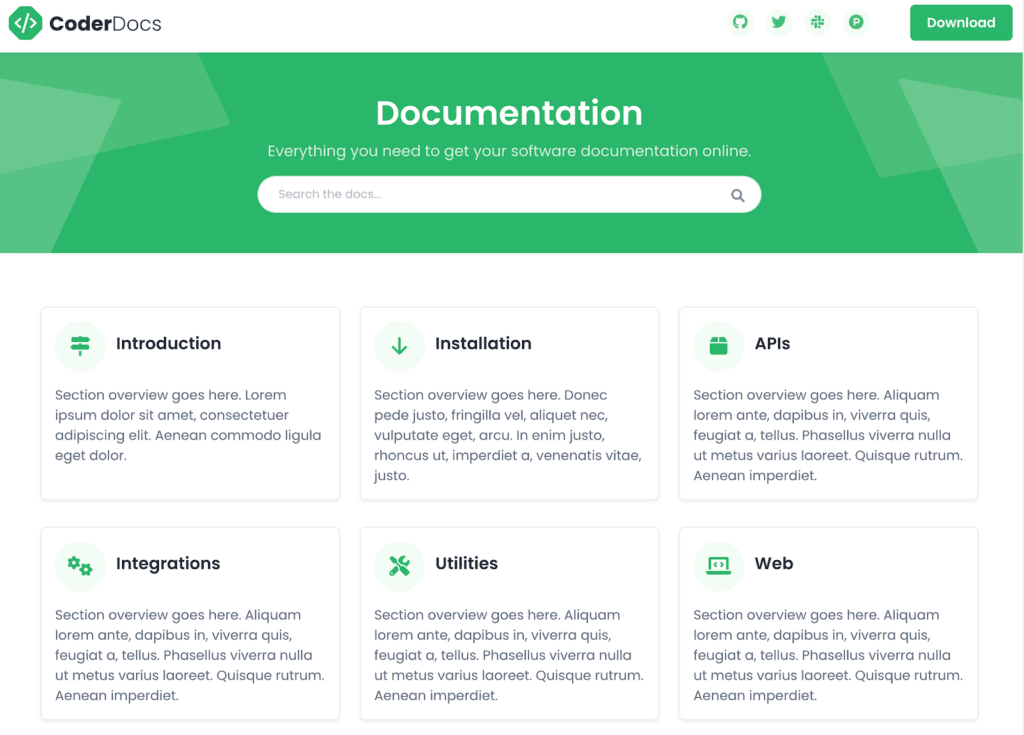 CoderDocs
Download
Documentation
Everything you need to get your software documentation online.
Search the docs...
Introduction
Section overview goes here. Lorem
ipsum dolor sit amet, consectetuer
adipiscing elit. Aenean commodo ligula
eget dolor.
Installation
Section overview goes here. Donec
pede justo, fringilla vel, aliquet nec,
vulputate eget, arcu. In enim justo,
rhoncus ut, imperdiet a, venenatis vitae,
justo.
APIs
Section overview goes here. Aliquam
lorem ante, dapibus in, viverra quis,
feugiat a, tellus. Phasellus viverra nulla
ut metus varius laoreet. Quisque rutrum.
Aenean imperdiet.
Integrations
Section overview goes here. Aliquam
lorem ante, dapibus in, viverra quis,
feugiat a, tellus. Phasellus viverra nulla
ut metus varius laoreet. Quisque rutrum.
Aenean imperdiet.
Utilities
Section overview goes here. Aliquam
lorem ante, dapibus in, viverra quis,
feugiat a, tellus. Phasellus viverra nulla
ut metus varius laoreet. Quisque rutrum.
Aenean imperdiet.
Web
Section overview goes here. Aliquam
lorem ante, dapibus in, viverra quis,
feugiat a, tellus. Phasellus viverra nulla
ut metus varius laoreet. Quisque rutrum.
Aenean imperdiet.